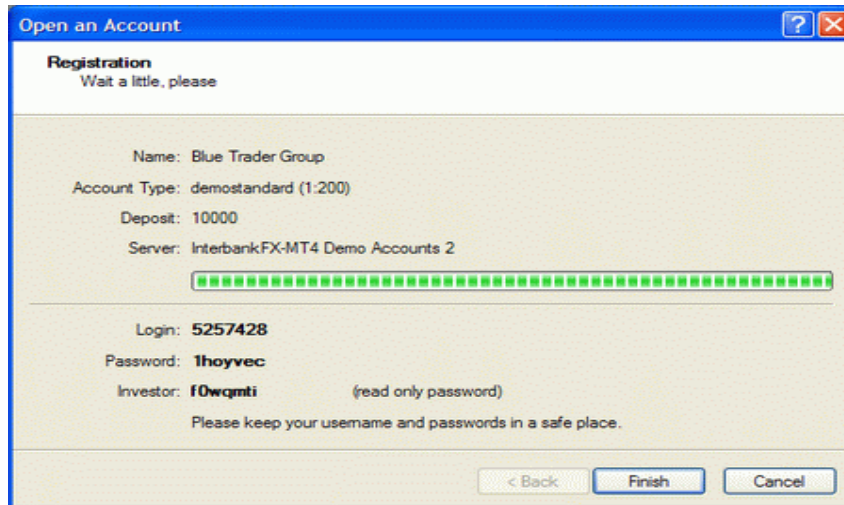 Open an Account
Registration
Wait a little, please
Name: Blue Trader Group
Account Type: demostandard (1:200)
Deposit: 10000
Server: InterbankFX-MT4 Demo Accounts 2
Login: 5257428
Password: 1hoyvec
Investor: f0wqmti (read only password)
Please keep your username and passwords in a safe place.
< Back Finish Cancel